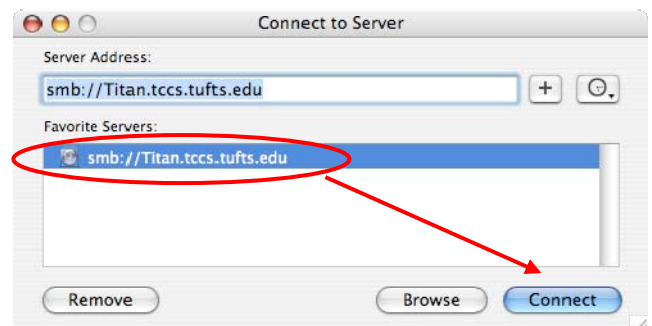 Connect to Server
Server Address:
smb://Titan.tccs.tufts.edu
+
Favorite Servers:
smb://Titan.tccs.tufts.edu
Remove Browse Connect